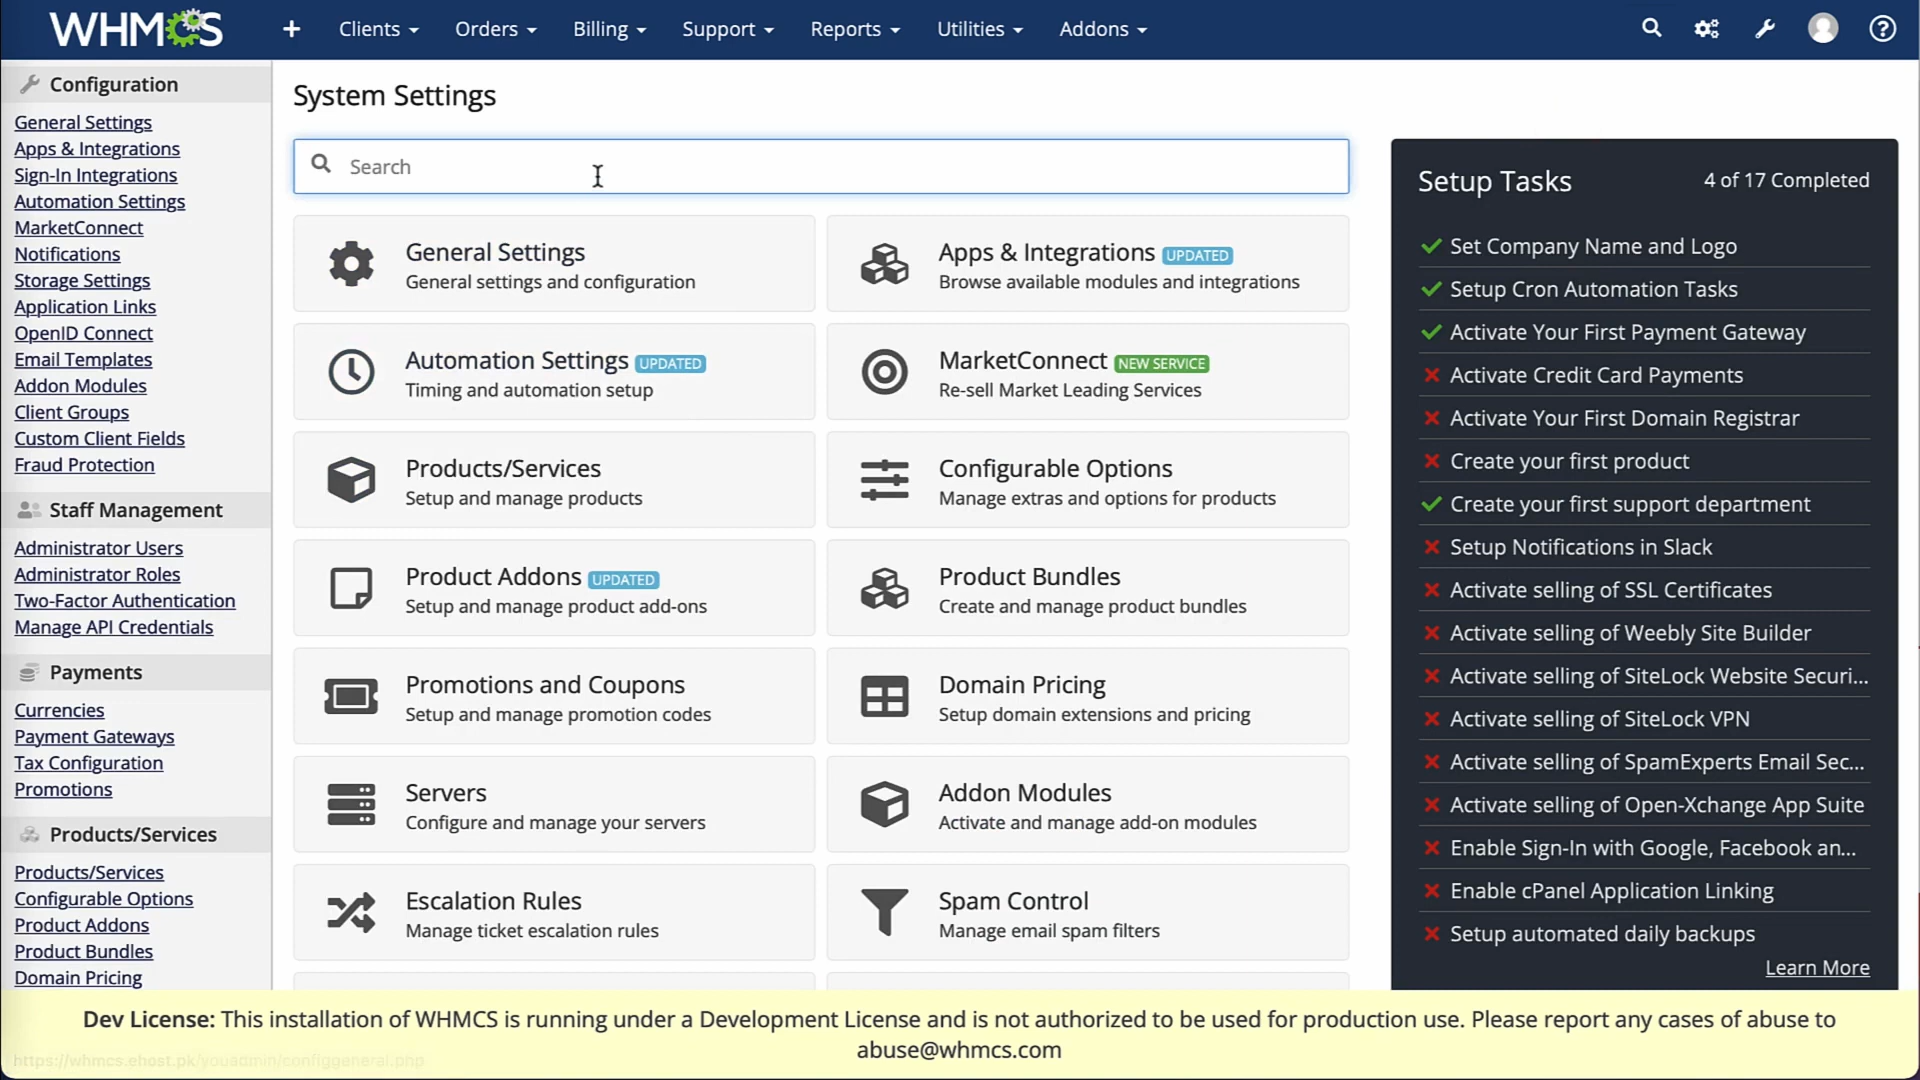 WHMCS
+ Clients Orders Billing Support Reports Utilities Addons
Configuration
General Settings
Apps & Integrations
Sign-In Integrations
Automation Settings
MarketConnect
Notifications
Storage Settings
Application Links
OpenID Connect
Email Templates
Addon Modules
Client Groups
Custom Client Fields
Fraud Protection
Staff Management
Administrator Users
Administrator Roles
Two-Factor Authentication
Manage API Credentials
Payments
Currencies
Payment Gateways
Tax Configuration
Promotions
Products/Services
Products/Services
Configurable Options
Product Addons
Product Bundles
Domain Pricing
System Settings
Search
General Settings
General settings and configuration
Apps & Integrations UPDATED
Browse available modules and integrations
Automation Settings UPDATED
Timing and automation setup
MarketConnect NEW SERVICE
Re-sell Market Leading Services
Products/Services
Setup and manage products
Configurable Options
Manage extras and options for products
Product Addons UPDATED
Setup and manage product add-ons
Product Bundles
Create and manage product bundles
Promotions and Coupons
Setup and manage promotion codes
Domain Pricing
Setup domain extensions and pricing
Servers
Configure and manage your servers
Addon Modules
Activate and manage add-on modules
Escalation Rules
Manage ticket escalation rules
Spam Control
Manage email spam filters
Setup Tasks 4 of 17 Completed
Set Company Name and Logo
Setup Cron Automation Tasks
Activate Your First Payment Gateway
Activate Credit Card Payments
Activate Your First Domain Registrar
Create your first product
Create your first support department
Setup Notifications in Slack
Activate selling of SSL Certificates
Activate selling of Weebly Site Builder
Activate selling of SiteLock Website Securi...
Activate selling of SiteLock VPN
Activate selling of SpamExperts Email Sec...
Activate selling of Open-Xchange App Suite
Enable Sign-In with Google, Facebook an...
Enable cPanel Application Linking
Setup automated daily backups
Learn More
Dev License: This installation of WHMCS is running under a Development License and is not authorized to be used for production use. Please report any cases of abuse to
abuse@whmcs.com
https://whmcs.ehost.pk/youadmin/configgeneral.php